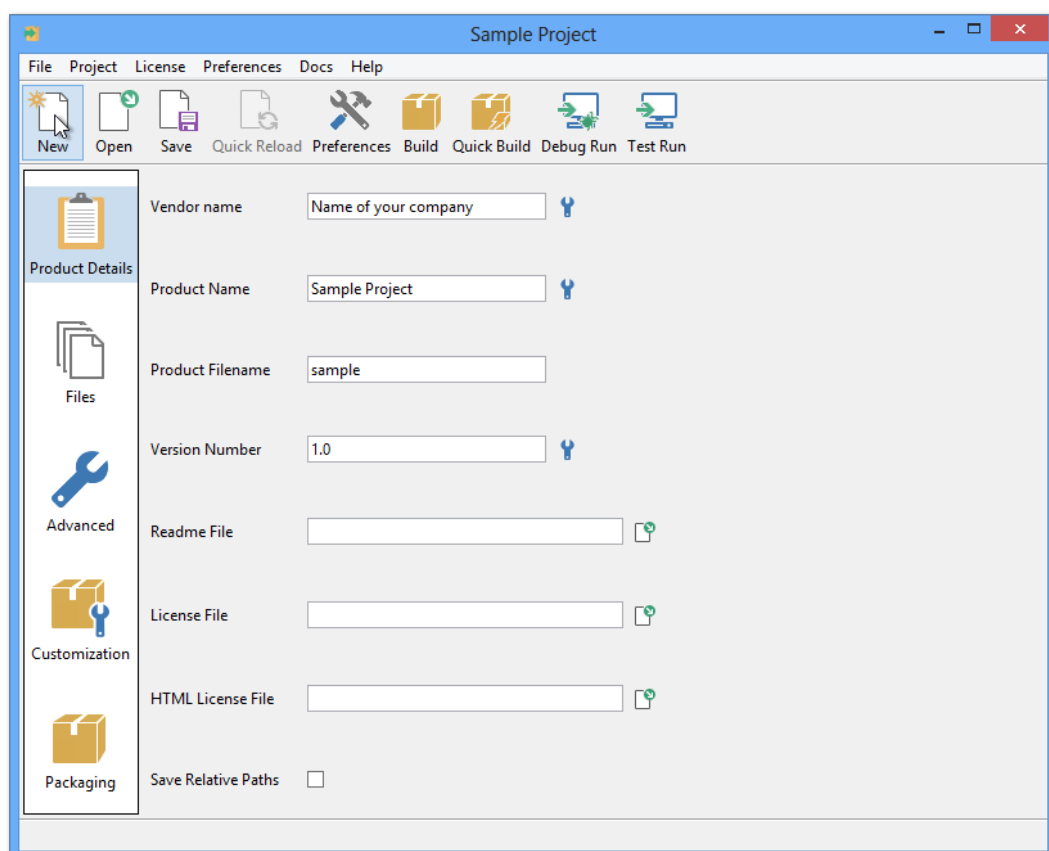 Sample Project
File Project License Preferences Docs Help
New Open Save Quick Reload Preferences Build Quick Build Debug Run Test Run
Product Details
Files
Advanced
Customization
Packaging
Vendor name Name of your company
Product Name Sample Project
Product Filename sample
Version Number 1.0
Readme File
License File
HTML License File
Save Relative Paths